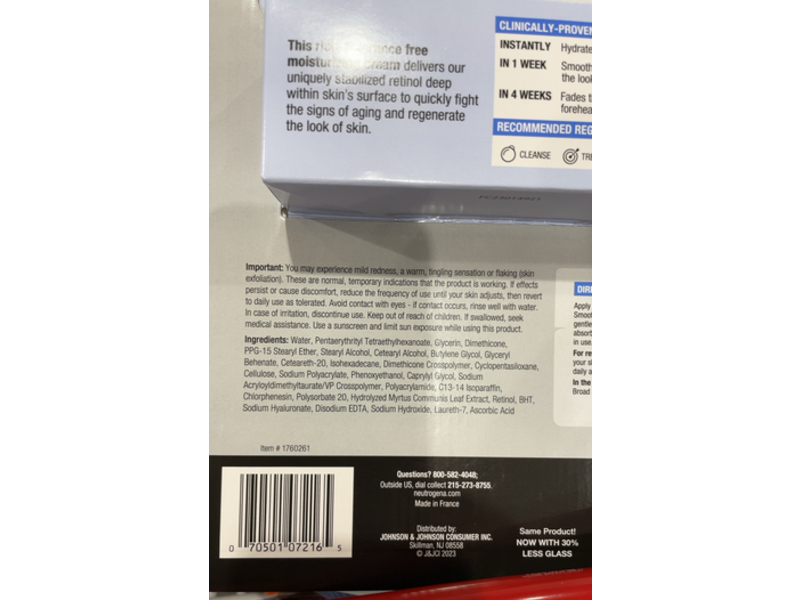 This rich fragrance free
moisturizing cream delivers our
uniquely stabilized retinol deep
within skin's surface to quickly fight
the signs of aging and regenerate
the look of skin.
CLINICALLY-PROVEN
INSTANTLY Hydrate
IN 1 WEEK Smooth
the look
IN 4 WEEKS Fades t
forehea
RECOMMENDED REG
CLEANSE TRE
Important: You may experience mild redness, a warm, tingling sensation or flaking (skin
exfoliation). These are normal, temporary indications that the product is working. If effects
persist or cause discomfort, reduce the frequency of use until your skin adjusts, then revert
to daily use as tolerated. Avoid contact with eyes - if contact occurs, rinse well with water.
In case of irritation, discontinue use. Keep out of reach of children. If swallowed, seek
medical assistance. Use a sunscreen and limit sun exposure while using this product.
Ingredients: Water, Pentaerythrityl Tetraethylhexanoate, Glycerin, Dimethicone,
PPG-15 Stearyl Ether, Stearyl Alcohol, Cetearyl Alcohol, Butylene Glycol, Glyceryl
Behenate, Ceteareth-20, Isohexadecane, Dimethicone Crosspolymer, Cyclopentasiloxane,
Cellulose, Sodium Polyacrylate, Phenoxyethanol, Caprylyl Glycol, Sodium
Acryloyldimethyltaurate/VP Crosspolymer, Polyacrylamide, C13-14 Isoparaffin,
Chlorphenesin, Polysorbate 20, Hydrolyzed Myrtus Communis Leaf Extract, Retinol, BHT,
Sodium Hyaluronate, Disodium EDTA, Sodium Hydroxide, Laureth-7, Ascorbic Acid
DIRE
Apply
Smoot
gentle
absorb
in use
For re
your s
daily a
In the
Broad
Item # 1760261
0 70501 07216 5
Questions? 800-582-4048;
Outside US, dial collect 215-273-8755.
neutrogena.com
Made in France
Distributed by:
JOHNSON & JOHNSON CONSUMER INC.
Skillman, NJ 08558
© J&JCI 2023
Same Product!
NOW WITH 30%
LESS GLASS